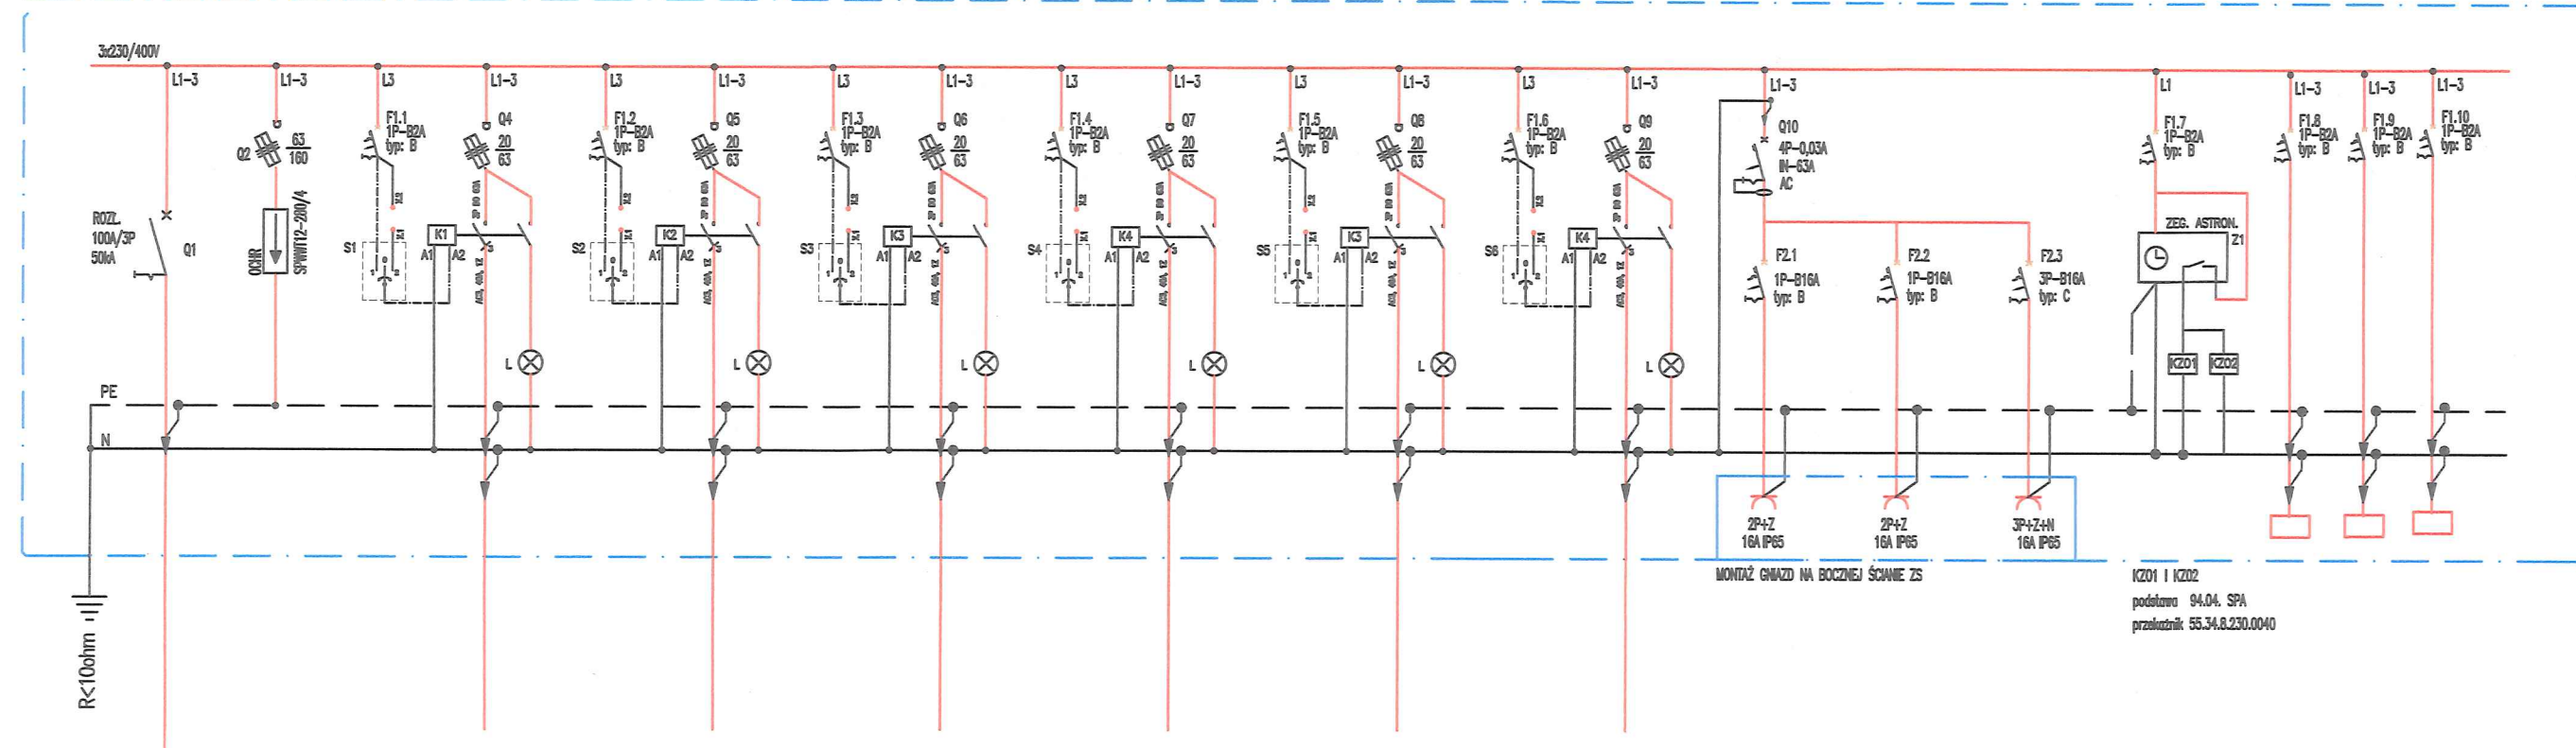 3x230/400V
L1-3
L1-3
L3
L1-3
L3
L1-3
L3
L1-3
L3
L1-3
L3
L1-3
L3
L1-3
L1-3
L1
L1-3
L1-3
L1-3
ROZŁ.
100A/3P
50kA
Q1
Q2
63
160
OCHR
SPWMT12-280/4
F1.1
1P-B2A
typ: B
Q4
20
63
S1
K1
A1
A2
L
F1.2
1P-B2A
typ: B
Q5
20
63
S2
K2
A1
A2
L
F1.3
1P-B2A
typ: B
Q6
20
63
S3
K3
A1
A2
L
F1.4
1P-B2A
typ: B
Q7
20
63
S4
K4
A1
A2
L
F1.5
1P-B2A
typ: B
Q8
20
63
S5
K3
A1
A2
L
F1.6
1P-B2A
typ: B
Q9
20
63
S6
K4
A1
A2
L
Q10
4P-0,03A
IN-63A
AC
F2.1
1P-B16A
typ: B
F2.2
1P-B16A
typ: B
F2.3
3P-B16A
typ: C
F1.7
1P-B2A
typ: B
ZEG. ASTRON.
Z1
KZ01
KZ02
F1.8
1P-B2A
typ: B
F1.9
1P-B2A
typ: B
F1.10
1P-B2A
typ: B
PE
N
R<10ohm
2P+Z
16A IP65
2P+Z
16A IP65
3P+Z+N
16A IP65
MONTAŻ GNIAZD NA BOCZNEJ ŚCIANIE ZS
KZ01 I KZ02
podstawa 94.04. SPA
przekaźnik 55.34.8.230.0040